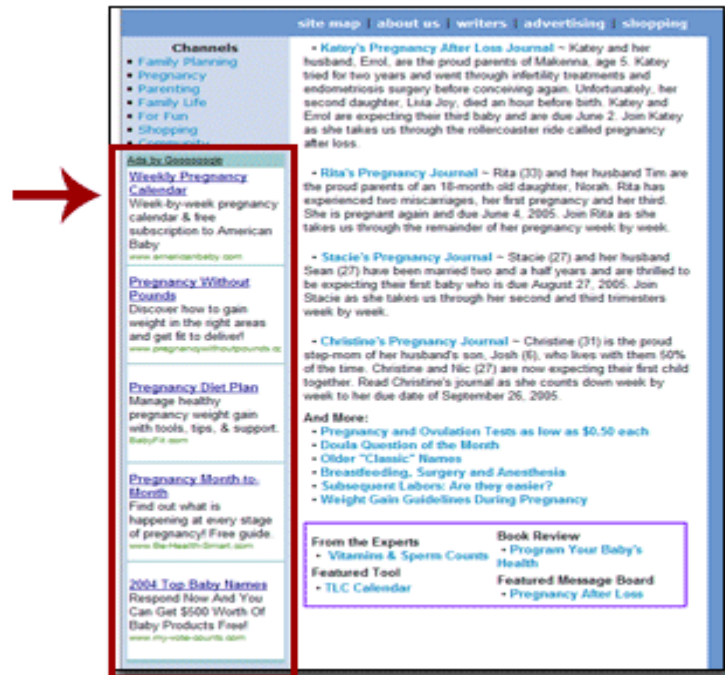 site map | about us | writers | advertising | shopping
Channels
▪ Family Planning
▪ Pregnancy
▪ Parenting
▪ Family Life
▪ For Fun
▪ Shopping
▪ Community
Ads by Goooooogle
Weekly Pregnancy
Calendar
Week-by-week pregnancy
calendar & free
subscription to American
Baby
www.americanbaby.com
Pregnancy Without
Pounds
Discover how to gain
weight in the right areas
and get fit to deliver!
www.pregnancywithoutpounds.co
Pregnancy Diet Plan
Manage healthy
pregnancy weight gain
with tools, tips, & support.
BabyFit.com
Pregnancy Month-to-
Month
Find out what is
happening at every stage
of pregnancy! Free guide.
www.Be-Health-Smart.com
2004 Top Baby Names
Respond Now And You
Can Get $500 Worth Of
Baby Products Free!
www.my-vote-counts.com
• Katey's Pregnancy After Loss Journal ~ Katey and her
husband, Errol, are the proud parents of Makenna, age 5. Katey
tried for two years and went through infertility treatments and
endometriosis surgery before conceiving again. Unfortunately, her
second daughter, Livia Joy, died an hour before birth. Katey and
Errol are expecting their third baby and are due June 2. Join Katey
as she takes us through the rollercoaster ride called pregnancy
after loss.
• Rita's Pregnancy Journal ~ Rita (33) and her husband Tim are
the proud parents of an 18-month old daughter, Norah. Rita has
experienced two miscarriages, her first pregnancy and her third.
She is pregnant again and due June 4, 2005. Join Rita as she
takes us through the remainder of her pregnancy week by week.
• Stacie's Pregnancy Journal ~ Stacie (27) and her husband
Sean (27) have been married two and a half years and are thrilled to
be expecting their first baby who is due August 27, 2005. Join
Stacie as she takes us through her second and third trimesters
week by week.
• Christine's Pregnancy Journal ~ Christine (31) is the proud
step-mom of her husband's son, Josh (6), who lives with them 50%
of the time. Christine and Nic (27) are now expecting their first child
together. Read Christine's journal as she counts down week by
week to her due date of September 26, 2005.
And More:
• Pregnancy and Ovulation Tests as low as $0.50 each
• Doula Question of the Month
• Older "Classic" Names
• Breastfeeding, Surgery and Anesthesia
• Subsequent Labors: Are they easier?
• Weight Gain Guidelines During Pregnancy
From the Experts
• Vitamins & Sperm Counts
Featured Tool
• TLC Calendar
Book Review
• Program Your Baby's
Health
Featured Message Board
• Pregnancy After Loss